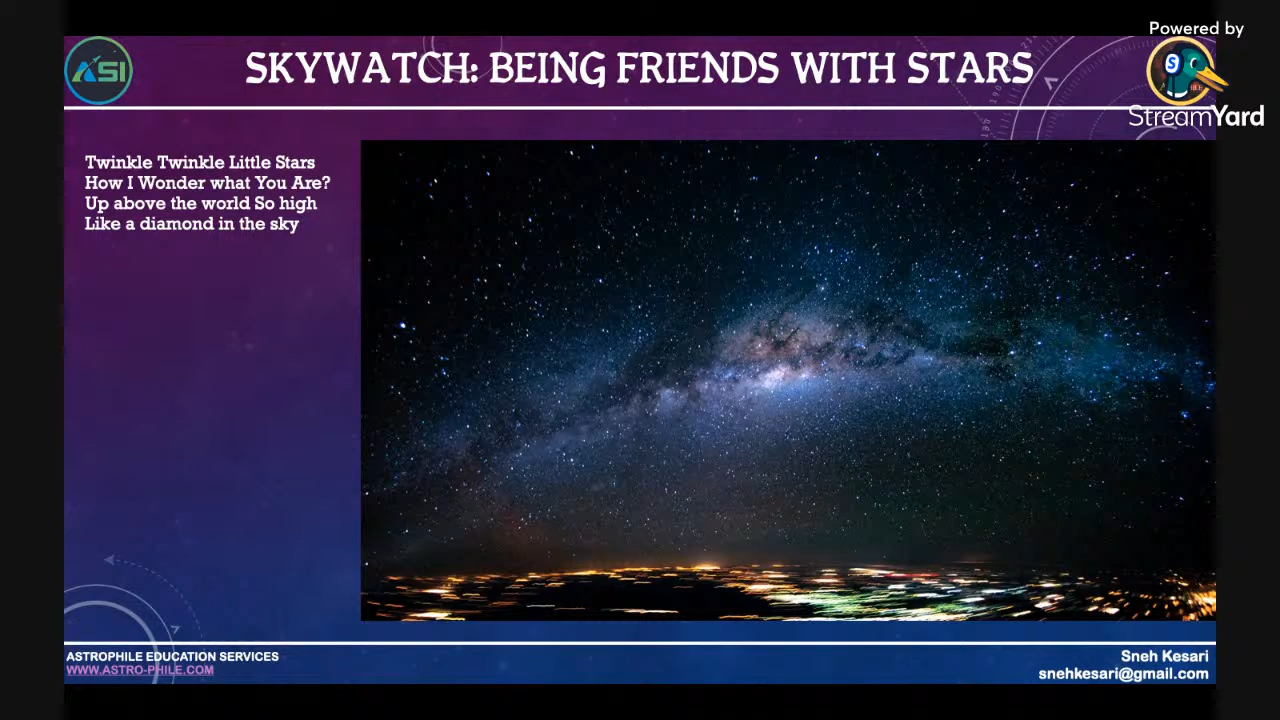 Powered by
StreamYard
ASI
SKYWATCH: BEING FRIENDS WITH STARS
Twinkle Twinkle Little Stars
How I Wonder what You Are?
Up above the world So high
Like a diamond in the sky
ASTROPHILE EDUCATION SERVICES
WWW.ASTRO-PHILE.COM
Sneh Kesari
snehkesari@gmail.com